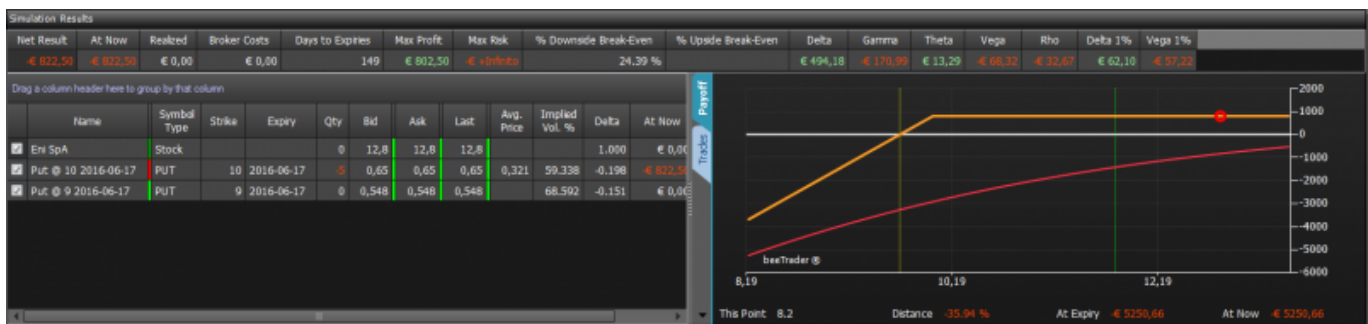 Simulation Results
Net Result At Now Realized Broker Costs Days to Expiries Max Profit Max Risk % Downside Break-Even % Upside Break-Even Delta Gamma Theta Vega Rho Delta 1% Vega 1%
-€ 822,50 -€ 822,50 € 0,00 € 0,00 149 € 802,50 -€ +Infinito 24.39 % € 494,18 -€ 170,99 € 13,29 -€ 68,32 -€ 32,67 € 62,10 -€ 57,22
Drag a column header here to group by that column
Name Symbol Type Strike Expiry Qty Bid Ask Last Avg. Price Implied Vol. % Delta At Now
Eni SpA Stock 0 12,8 12,8 12,8 1.000 € 0,00
Put @ 10 2016-06-17 PUT 10 2016-06-17 -5 0,65 0,65 0,65 0,321 59.338 -0.198 -€ 822,50
Put @ 9 2016-06-17 PUT 9 2016-06-17 0 0,548 0,548 0,548 68.592 -0.151 € 0,00
Payoff
Trades
2000
1000
0
-1000
-2000
-3000
-4000
-5000
-6000
beeTrader ®
8,19 10,19 12,19
This Point 8.2 Distance -35.94 % At Expiry -€ 5250,66 At Now -€ 5250,66